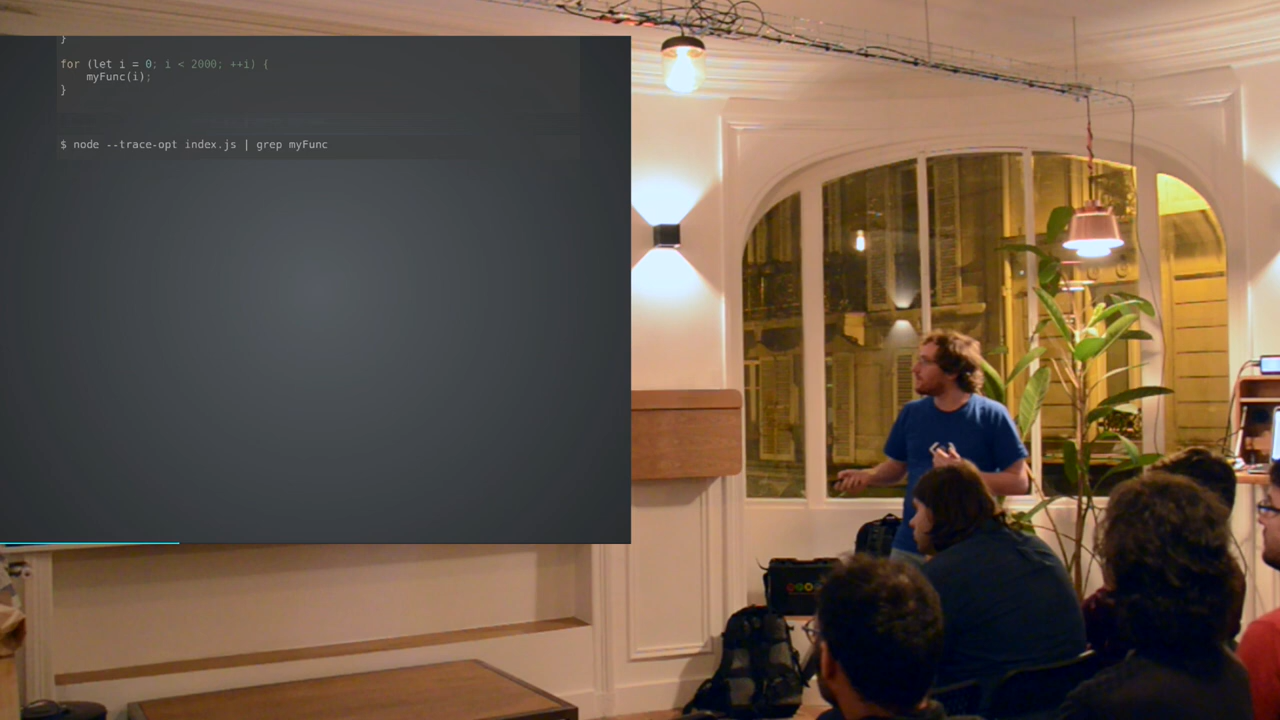 }
for (let i = 0; i < 2000; ++i) {
    myFunc(i);
}
$ node --trace-opt index.js | grep myFunc